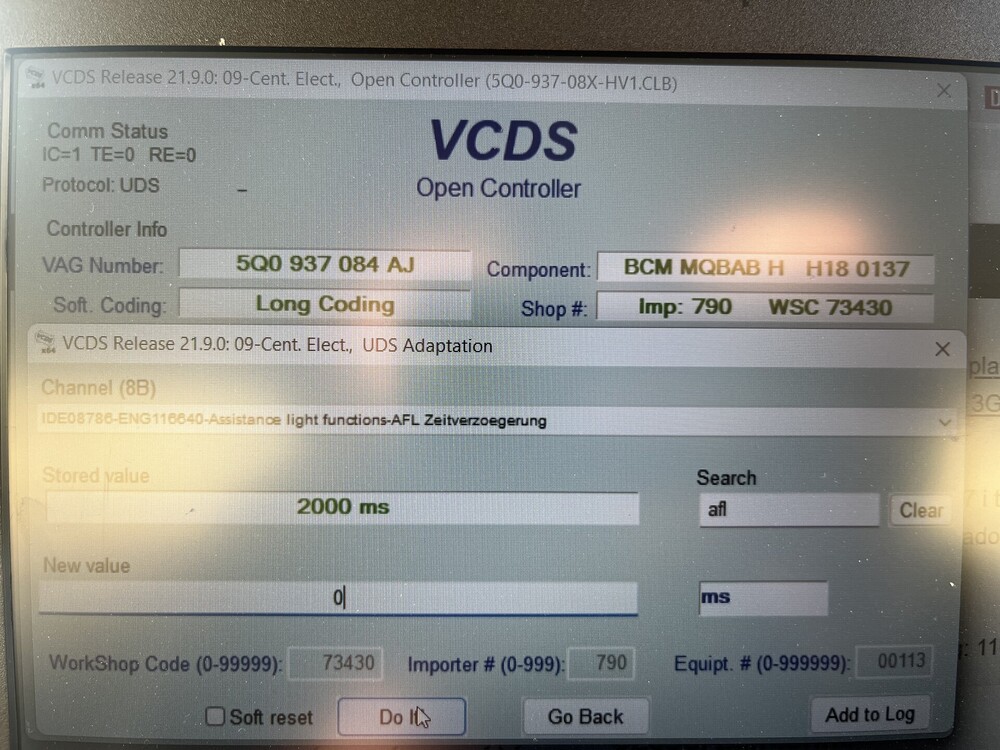 VCDS Release 21.9.0: 09-Cent. Elect., Open Controller (5Q0-937-08X-HV1.CLB)
Comm Status
IC=1 TE=0 RE=0
Protocol: UDS
–
VCDS
Open Controller
Controller Info
VAG Number: 5Q0 937 084 AJ Component: BCM MQBAB H H18 0137
Soft. Coding: Long Coding Shop #: Imp: 790 WSC 73430
VCDS Release 21.9.0: 09-Cent. Elect., UDS Adaptation
Channel (8B)
IDE08786-ENG116640-Assistance light functions-AFL Zeitverzoegerung
Stored value Search
2000 ms afl Clear
New value
0 ms
WorkShop Code (0-99999): 73430 Importer # (0-999): 790 Equipt. # (0-999999): 00113
Soft reset Do Go Back Add to Log